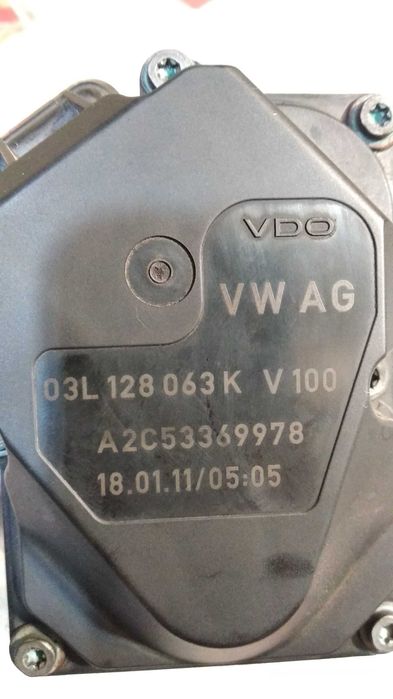 VDO
VW AG
03L 128 063 K V 100
A2C53369978
18.01.11/05:05